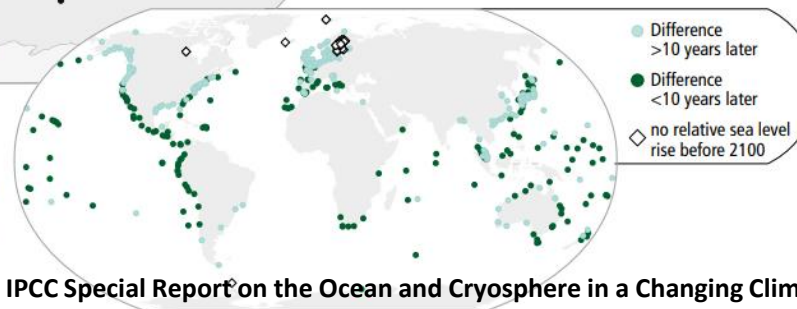 Difference
>10 years later
Difference
<10 years later
no relative sea level
rise before 2100
IPCC Special Report on the Ocean and Cryosphere in a Changing Clim